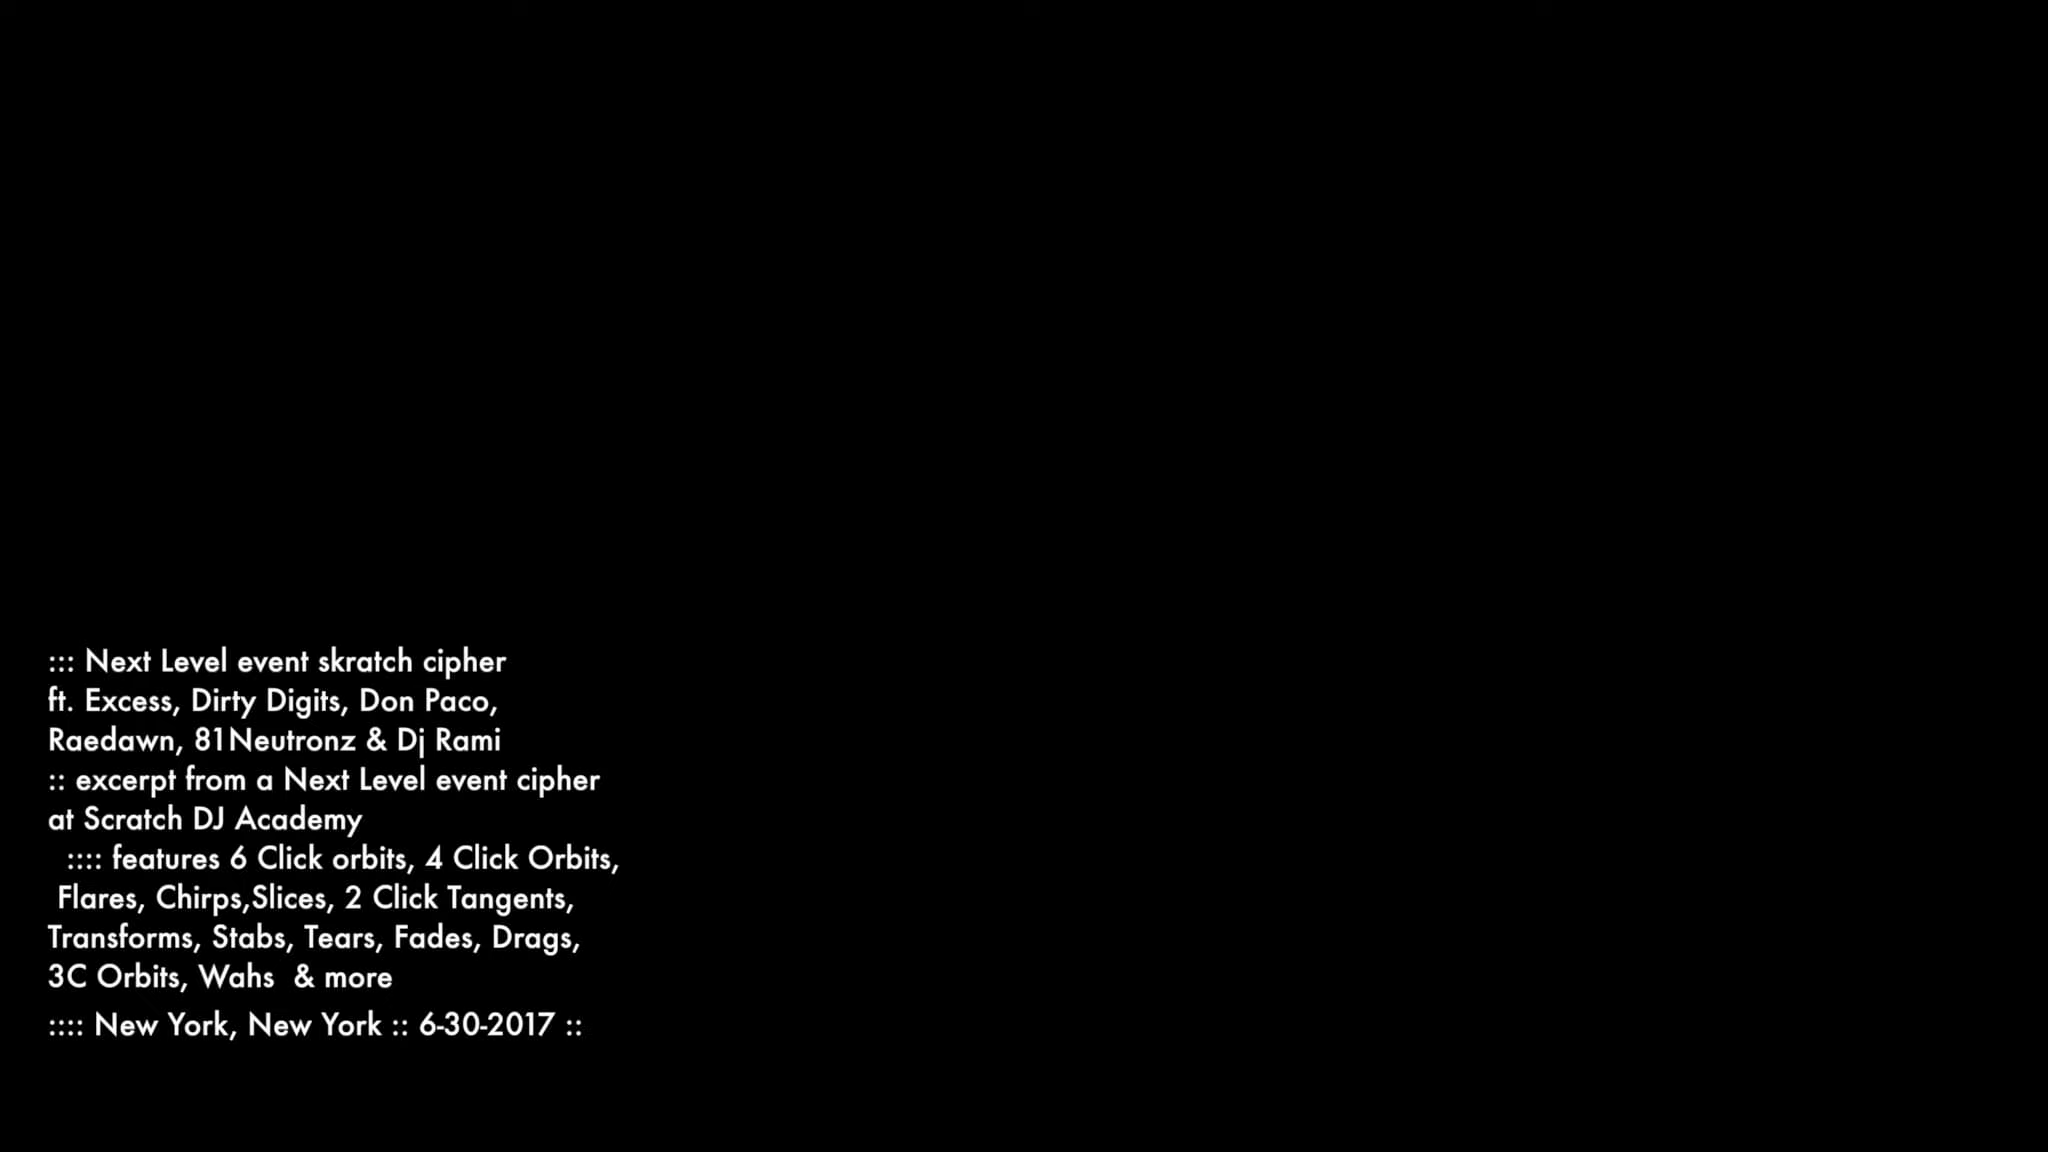 ::: Next Level event skratch cipher
ft. Excess, Dirty Digits, Don Paco,
Raedawn, 81Neutronz & Dj Rami
:: excerpt from a Next Level event cipher
at Scratch DJ Academy
:::: features 6 Click orbits, 4 Click Orbits,
Flares, Chirps,Slices, 2 Click Tangents,
Transforms, Stabs, Tears, Fades, Drags,
3C Orbits, Wahs  & more
:::: New York, New York :: 6-30-2017 ::